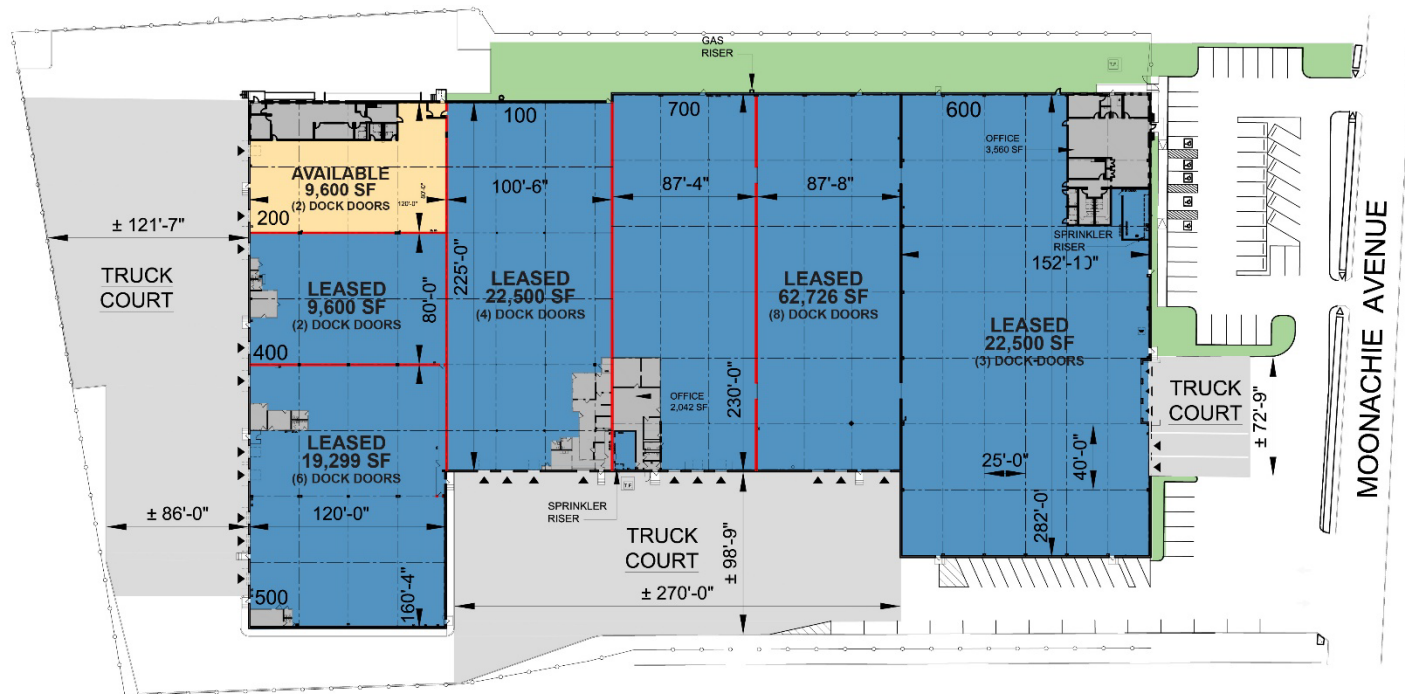 GAS
RISER
100
700
600
OFFICE
3,560 SF
AVAILABLE
9,600 SF
(2) DOCK DOORS
120'-0"
80'-0"
200
100'-6"
87'-4"
87'-8"
± 121'-7"
TRUCK
COURT
SPRINKLER
RISER
152'-10"
225'-0"
LEASED
9,600 SF
(2) DOCK DOORS
80'-0"
LEASED
22,500 SF
(4) DOCK DOORS
LEASED
62,726 SF
(8) DOCK DOORS
LEASED
22,500 SF
(3) DOCK DOORS
400
OFFICE
2,042 SF
230'-0"
TRUCK
COURT
± 72'-9"
MOONACHIE AVENUE
LEASED
19,299 SF
(6) DOCK DOORS
25'-0"
40'-0"
SPRINKLER
RISER
± 86'-0"
120'-0"
TRUCK
COURT
± 98'-9"
282'-0'
± 270'-0"
500
160'-4"